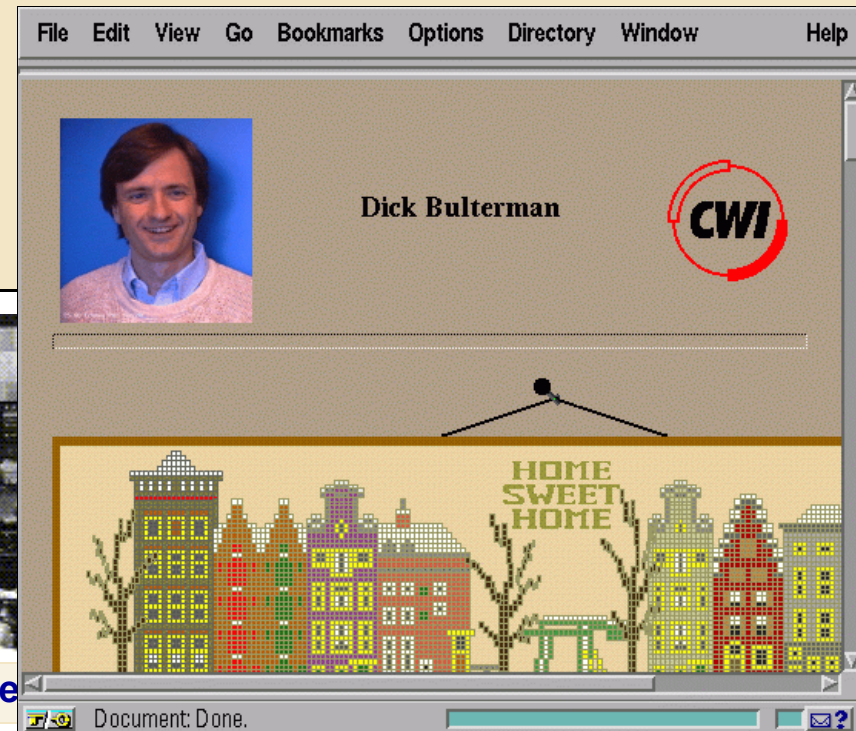 File Edit View Go Bookmarks Options Directory Window Help
Dick Bulterman
CWI
HOME
SWEET
HOME
e
Document: Done.
?